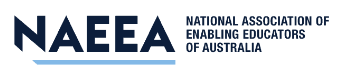 NAEEA
NATIONAL ASSOCIATION OF
ENABLING EDUCATORS
OF AUSTRALIA